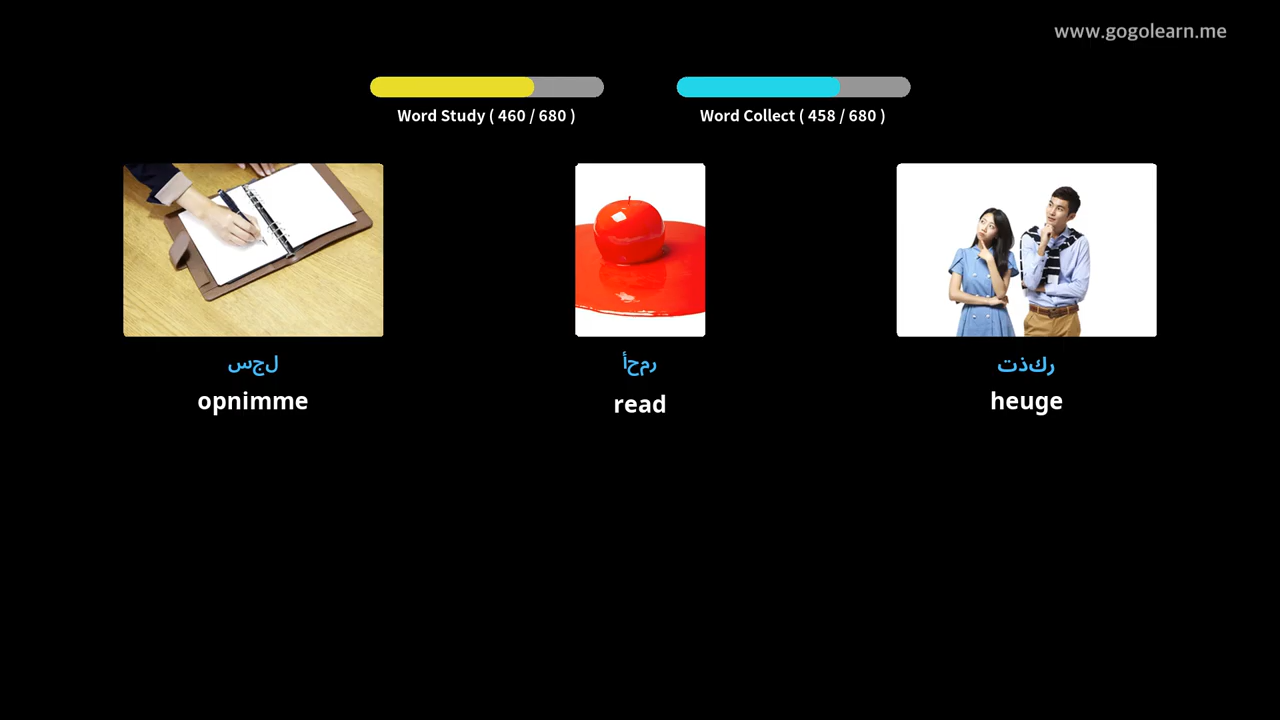 www.gogolearn.me
Word Study ( 460 / 680 )
Word Collect ( 458 / 680 )
لجس
رمحأ
ركذت
opnimme
read
heuge